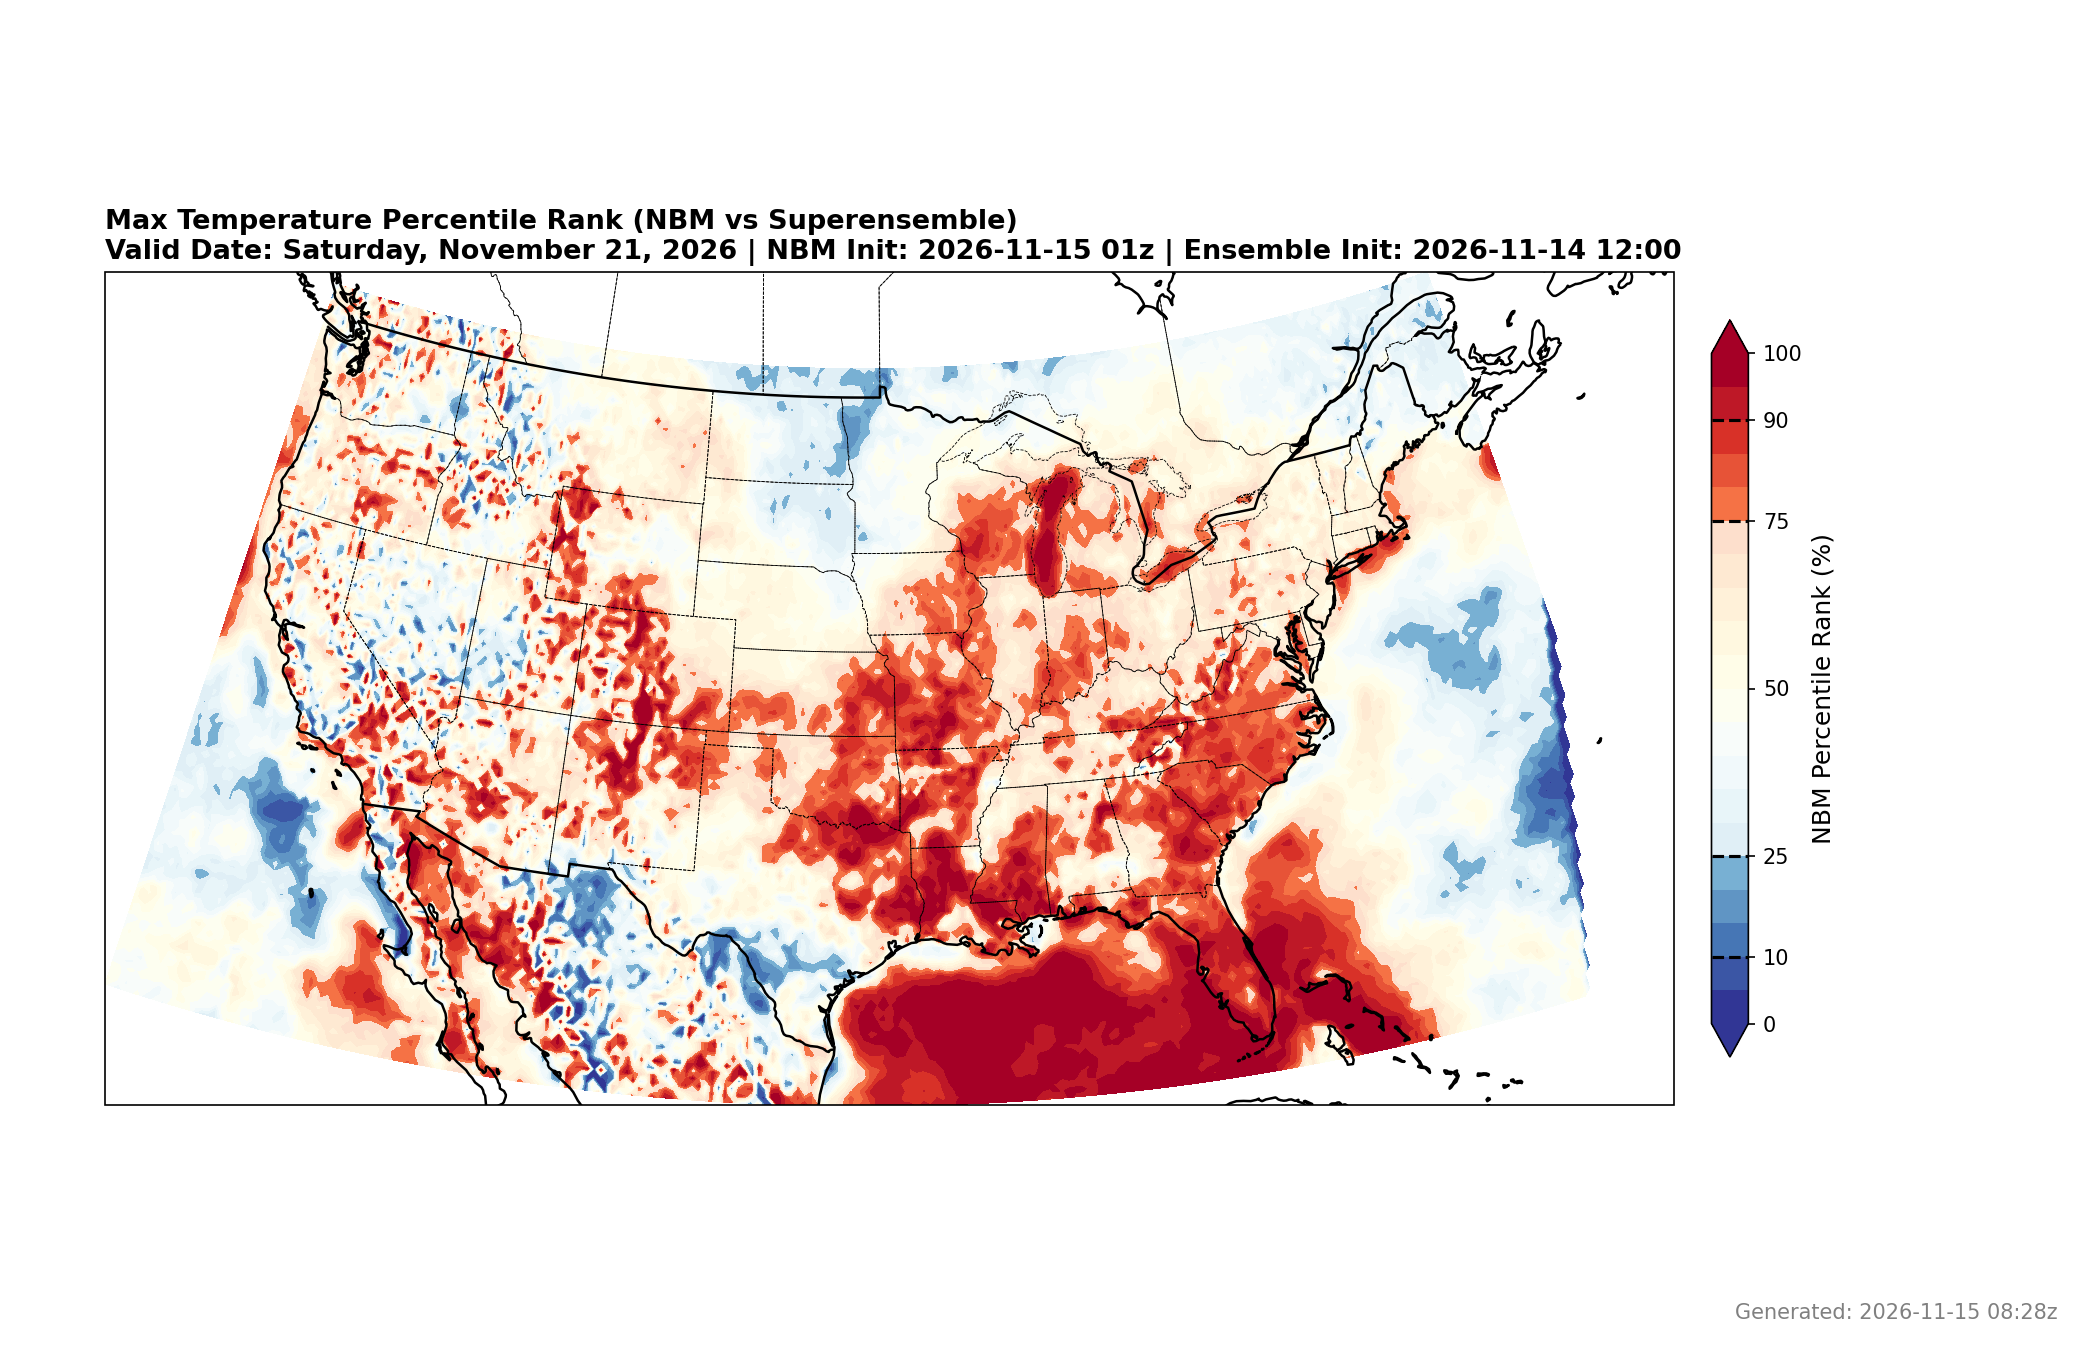 Max Temperature Percentile Rank (NBM vs Superensemble)
Valid Date: Saturday, November 21, 2026 | NBM Init: 2026-11-15 01z | Ensemble Init: 2026-11-14 12:00
100
90
75
50
25
10
0
NBM Percentile Rank (%)
Generated: 2026-11-15 08:28z